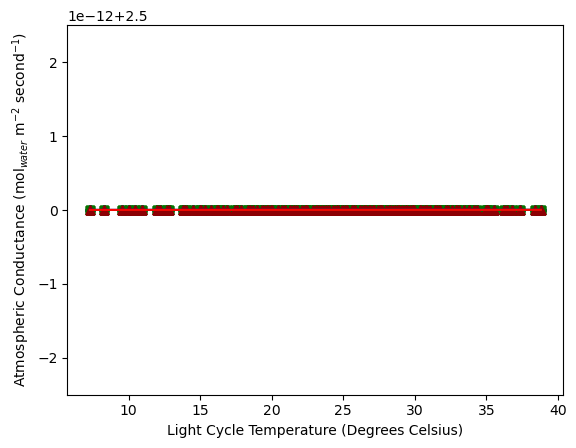 1e−12+2.5
2
1
0
−1
−2
Atmospheric Conductance (mol_water m⁻² second⁻¹)
10 15 20 25 30 35 40
Light Cycle Temperature (Degrees Celsius)